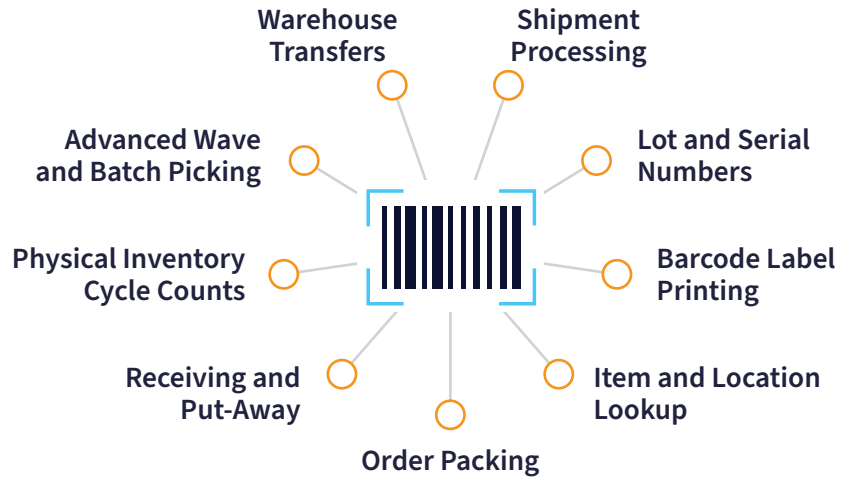 Warehouse
Transfers
Shipment
Processing
Advanced Wave
and Batch Picking
Lot and Serial
Numbers
Physical Inventory
Cycle Counts
Barcode Label
Printing
Receiving and
Put-Away
Item and Location
Lookup
Order Packing